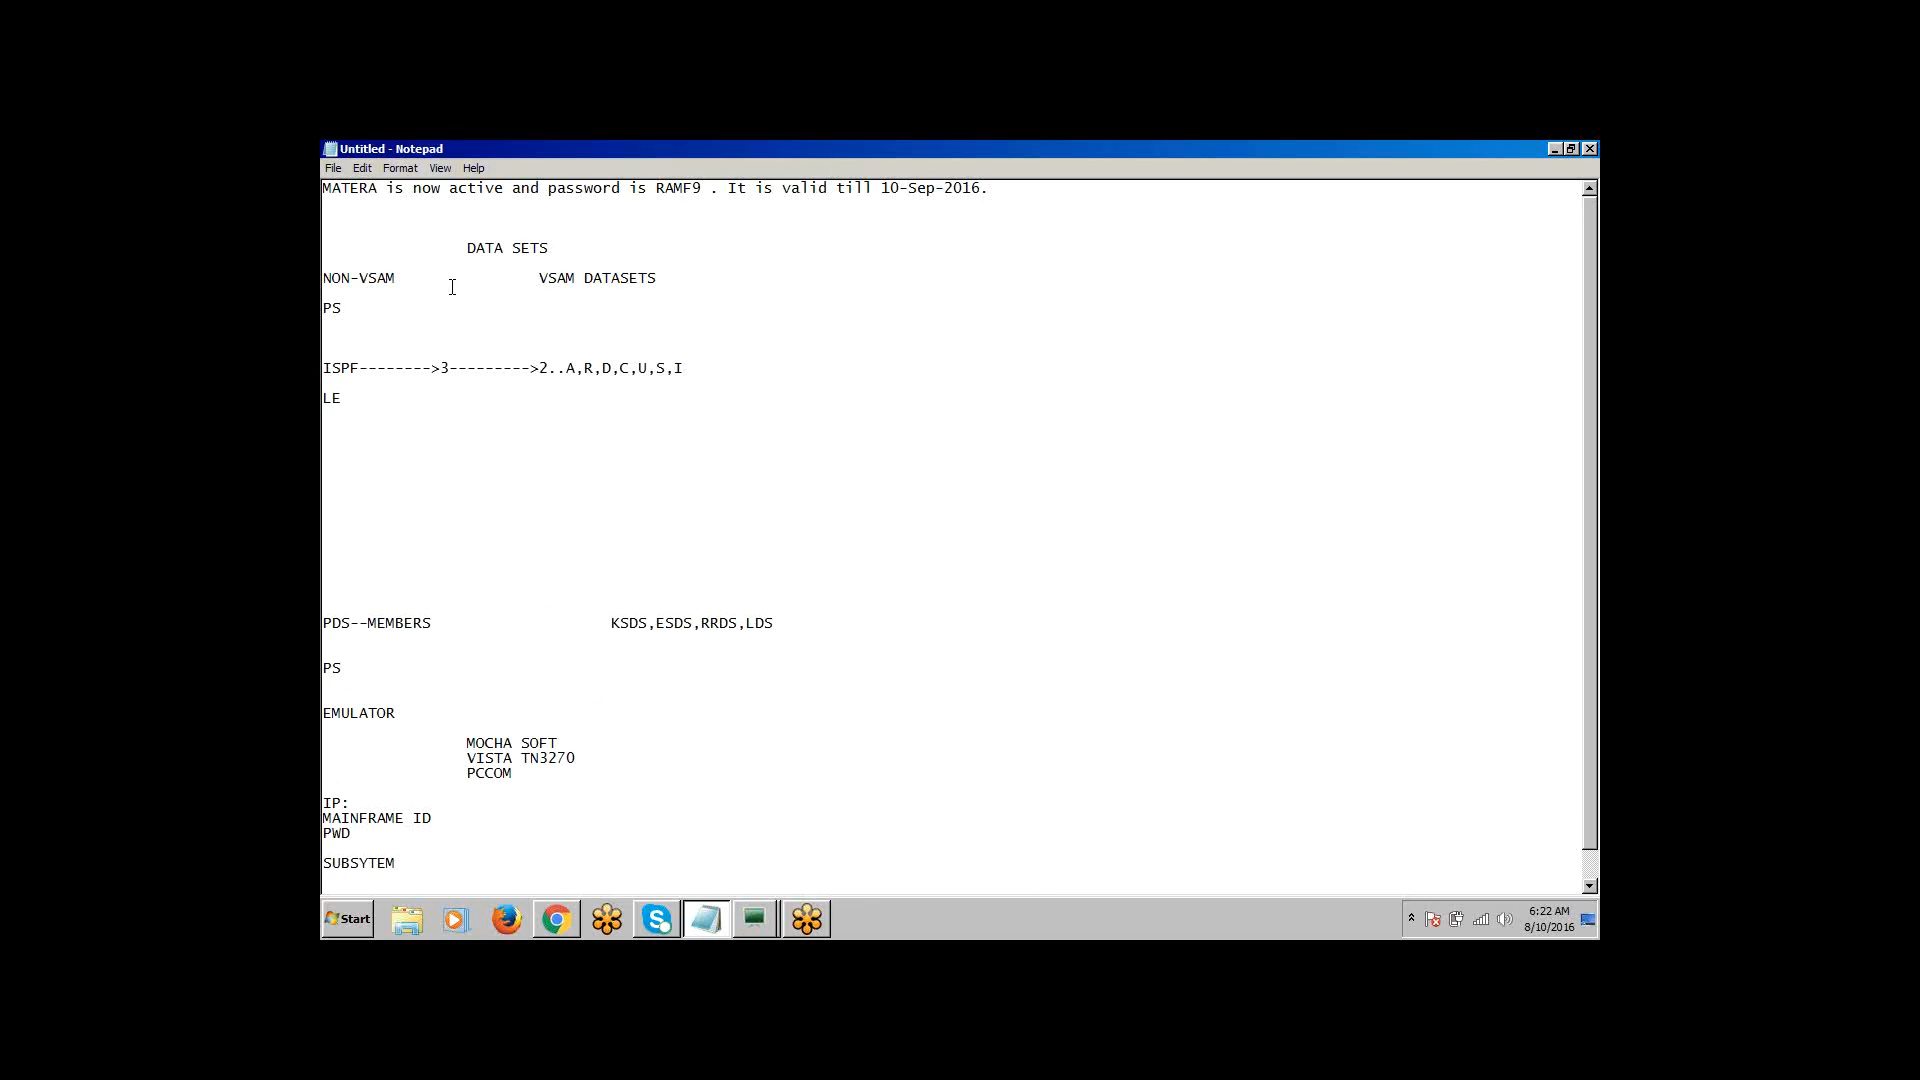 Untitled - Notepad
File Edit Format View Help
MATERA is now active and password is RAMF9 . It is valid till 10-Sep-2016.
DATA SETS
NON-VSAM VSAM DATASETS
PS
ISPF-------->3--------->2..A,R,D,C,U,S,I
LE
PDS--MEMBERS KSDS,ESDS,RRDS,LDS
PS
EMULATOR
MOCHA SOFT
VISTA TN3270
PCCOM
IP:
MAINFRAME ID
PWD
SUBSYTEM
Start
6:22 AM
8/10/2016